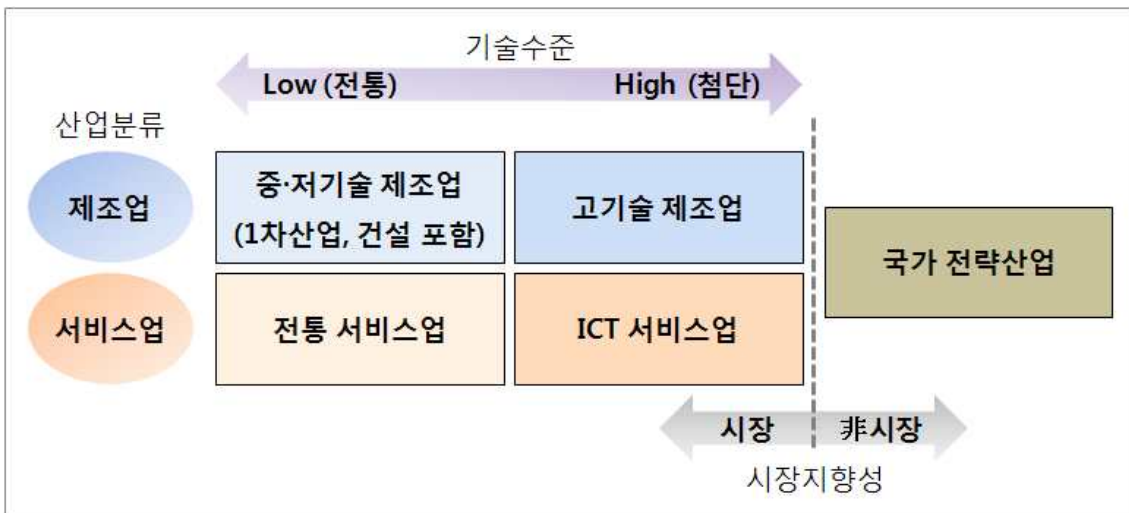 기술수준
Low (전통)
High (첨단)
산업분류
제조업
중·저기술 제조업
(1차산업, 건설 포함)
고기술 제조업
국가 전략산업
서비스업
전통 서비스업
ICT 서비스업
시장
非시장
시장지향성